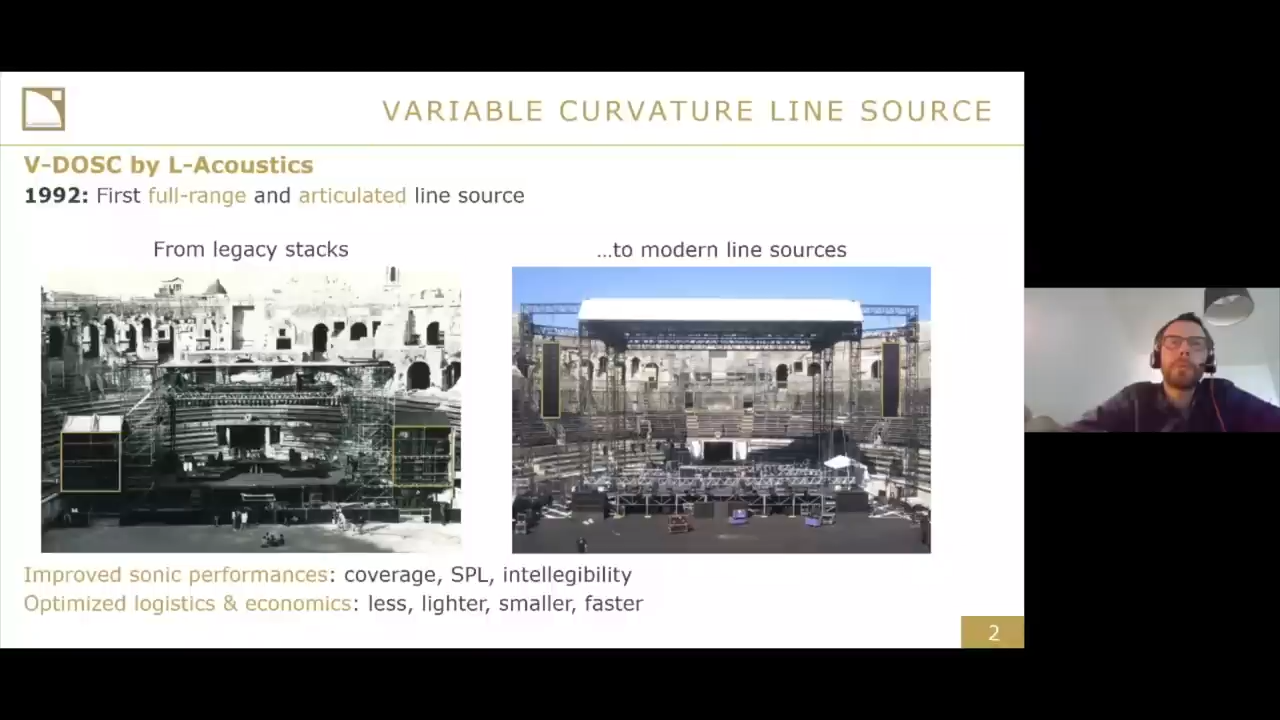 VARIABLE CURVATURE LINE SOURCE
V-DOSC by L-Acoustics
1992: First full-range and articulated line source
From legacy stacks
...to modern line sources
Improved sonic performances: coverage, SPL, intellegibility
Optimized logistics & economics: less, lighter, smaller, faster
2